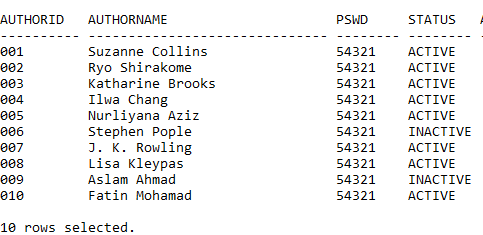 AUTHORID AUTHORNAME PSWD STATUS
---------- ------------------------------ -------- -------- -
001 Suzanne Collins 54321 ACTIVE
002 Ryo Shirakome 54321 ACTIVE
003 Katharine Brooks 54321 ACTIVE
004 Ilwa Chang 54321 ACTIVE
005 Nurliyana Aziz 54321 ACTIVE
006 Stephen Pople 54321 INACTIVE
007 J. K. Rowling 54321 ACTIVE
008 Lisa Kleypas 54321 ACTIVE
009 Aslam Ahmad 54321 INACTIVE
010 Fatin Mohamad 54321 ACTIVE
10 rows selected.